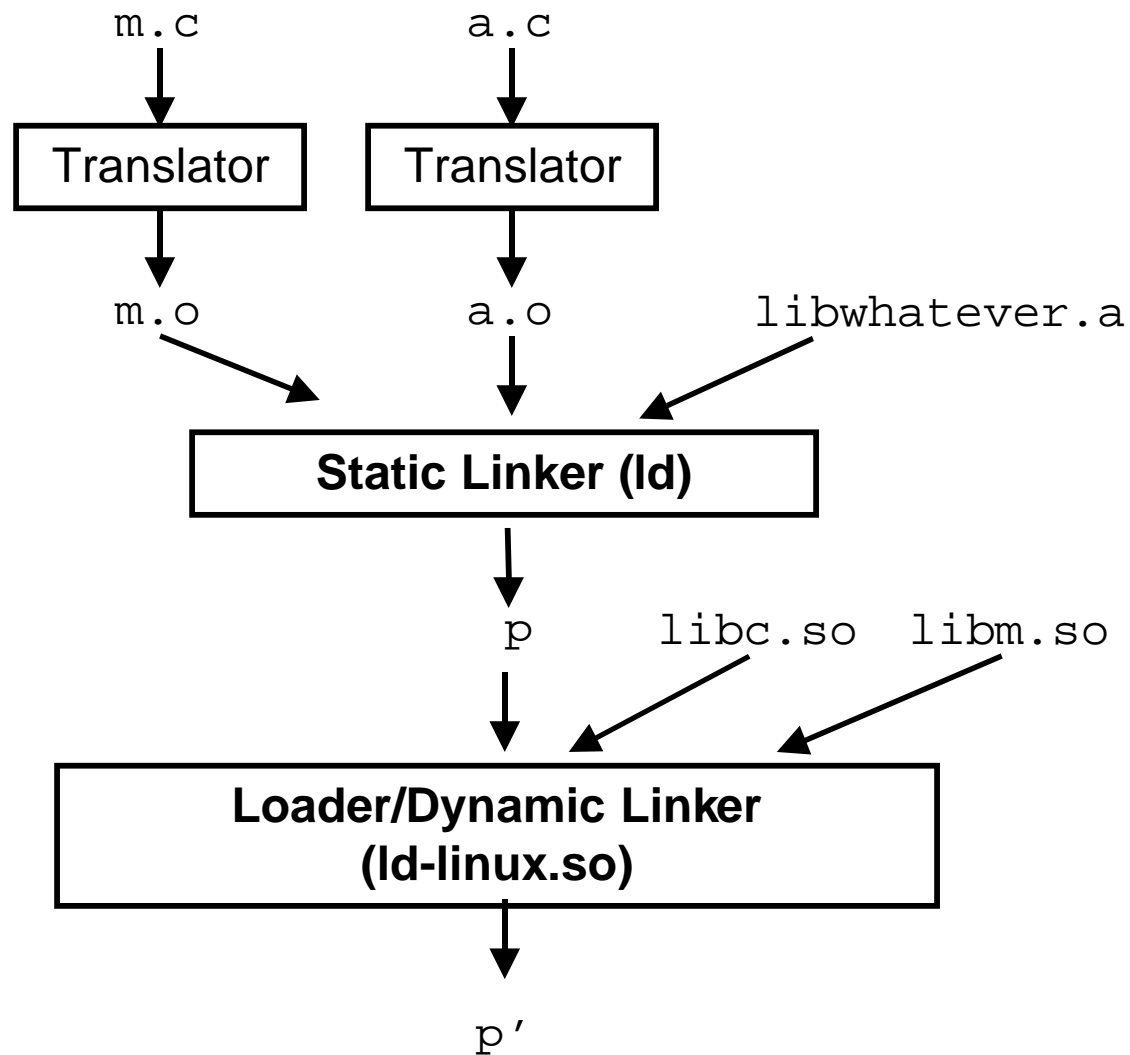 m.c
a.c
Translator
Translator
m.o
a.o
libwhatever.a
Static Linker (ld)
p
libc.so
libm.so
Loader/Dynamic Linker
(ld-linux.so)
p′